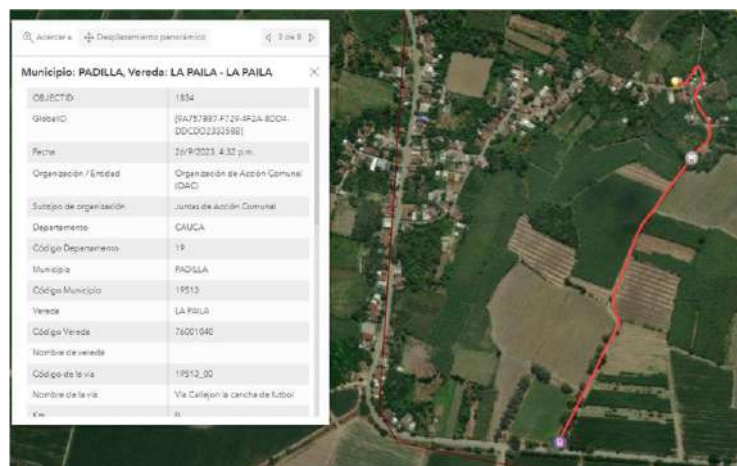 Acercar a Desplazamiento panorámico 3 de 8
Municipio: PADILLA, Vereda: LA PAILA - LA PAILA
OBJECTID 1834
GlobalID
Fecha 26/9/2023, 4:32 p.m.
Organización / Entidad Organización de Acción Comunal (OAC)
Subtipo de organización Juntas de Acción Comunal
Departamento CAUCA
Código Departamento 19
Municipio PADILLA
Código Municipio 19513
Vereda LA PAILA
Código Vereda 76001040
Nombre de vereda
Código de la vía 19513_00
Nombre de la vía Vía Callejon la cancha de futbol
Km 0